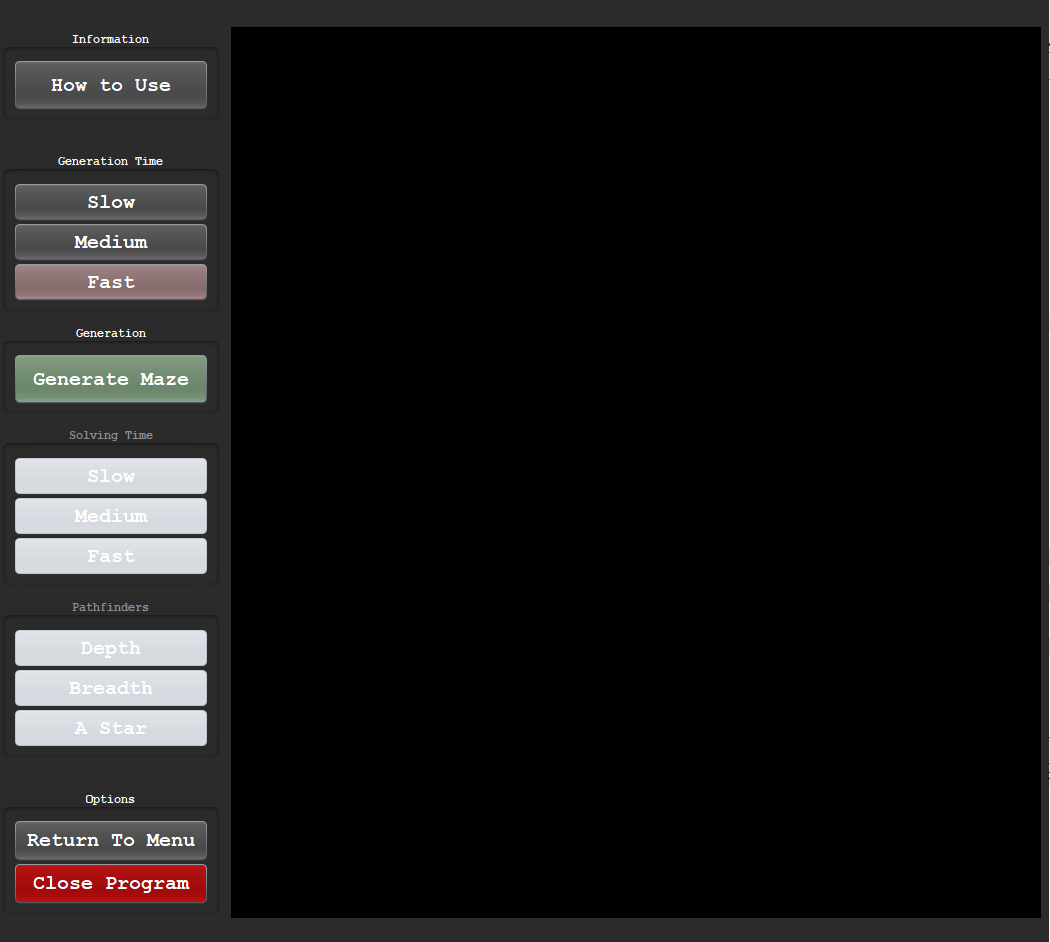 Information
How to Use
Generation Time
Slow
Medium
Fast
Generation
Generate Maze
Solving Time
Slow
Medium
Fast
Pathfinders
Depth
Breadth
A Star
Options
Return To Menu
Close Program